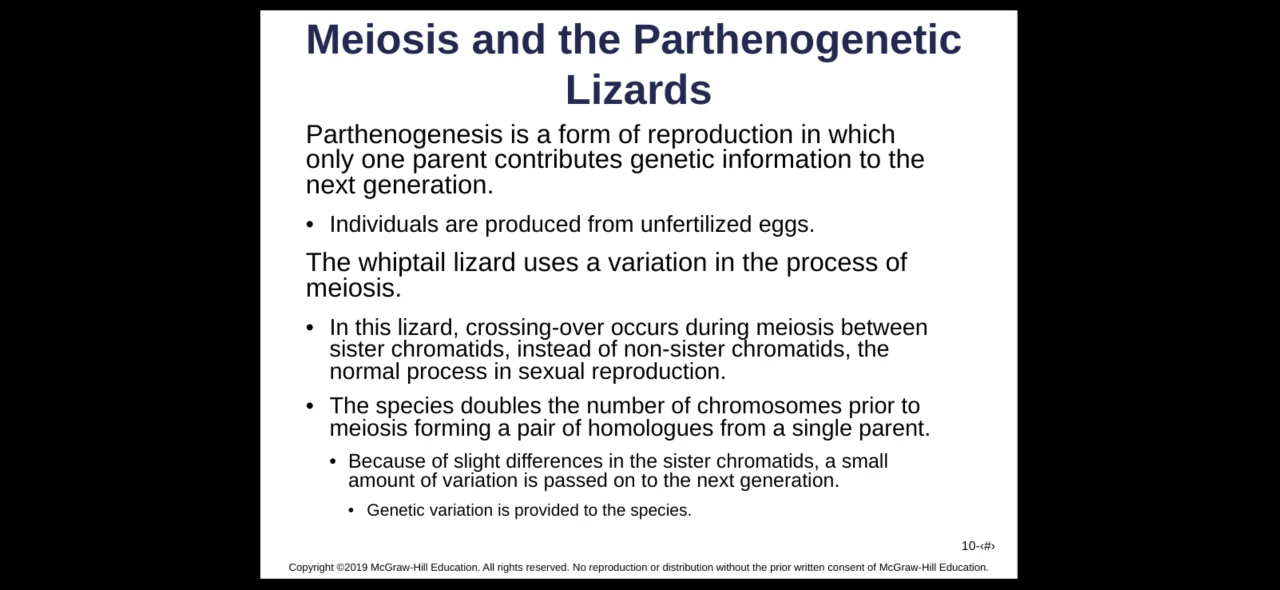 Meiosis and the Parthenogenetic
Lizards
Parthenogenesis is a form of reproduction in which
only one parent contributes genetic information to the
next generation.
• Individuals are produced from unfertilized eggs.
The whiptail lizard uses a variation in the process of
meiosis.
• In this lizard, crossing-over occurs during meiosis between
sister chromatids, instead of non-sister chromatids, the
normal process in sexual reproduction.
• The species doubles the number of chromosomes prior to
meiosis forming a pair of homologues from a single parent.
• Because of slight differences in the sister chromatids, a small
amount of variation is passed on to the next generation.
• Genetic variation is provided to the species.
10-‹#›
Copyright ©2019 McGraw-Hill Education. All rights reserved. No reproduction or distribution without the prior written consent of McGraw-Hill Education.